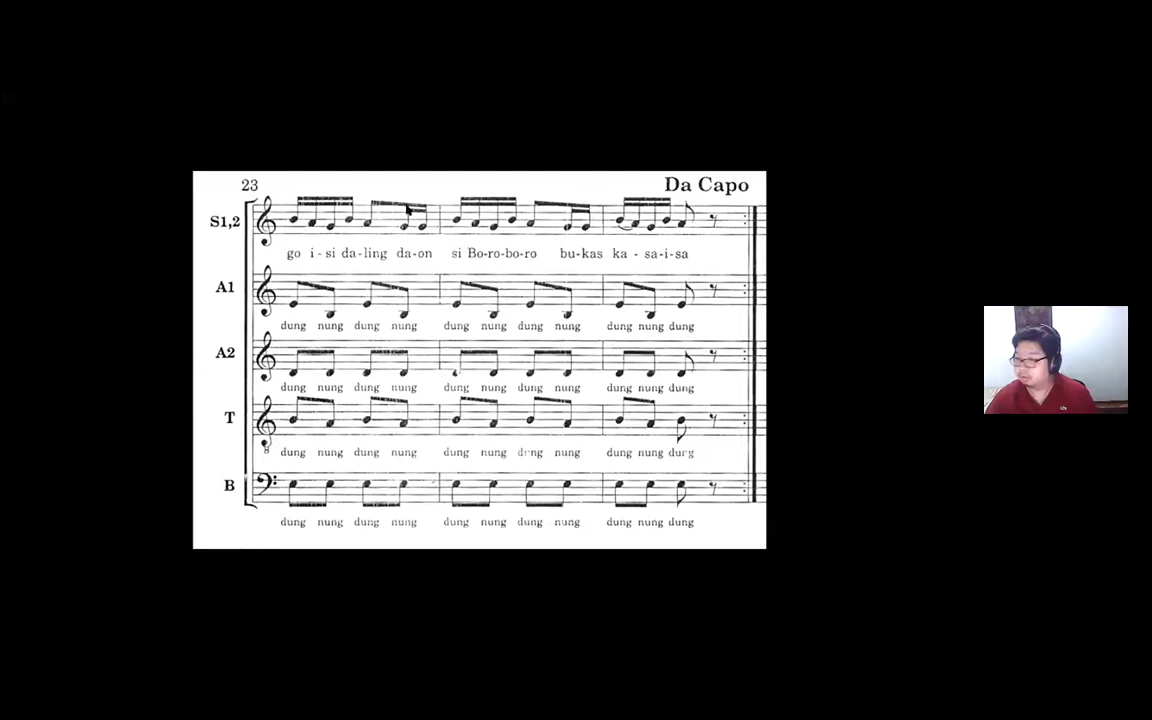 23
Da Capo
S1,2
go i-si da-ling da-on si Bo-ro-bo-ro bu-kas ka - sa-i-sa
A1
dung nung dung nung dung nung dung nung dung nung dung
A2
dung nung dung nung dung nung dung nung dung nung dung
T
8 dung nung dung nung dung nung dung nung dung nung dung
B
dung nung dung nung dung nung dung nung dung nung dung